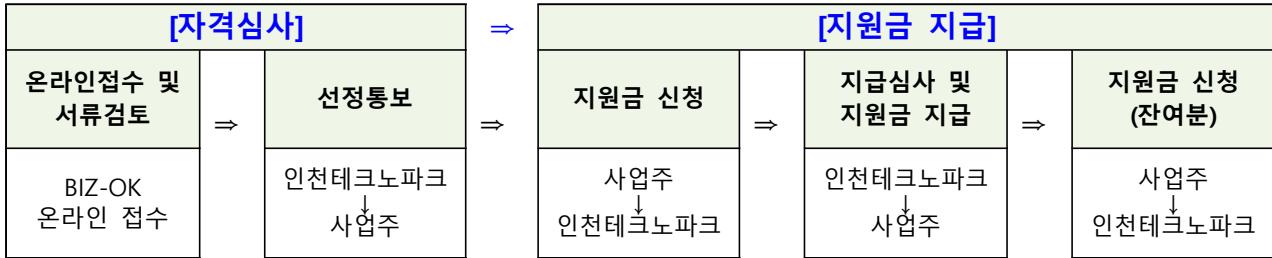 [자격심사] ⇒ [지원금 지급]
온라인접수 및
서류검토
⇒
선정통보
⇒
지원금 신청
⇒
지급심사 및
지원금 지급
⇒
지원금 신청
(잔여분)
BIZ-OK
온라인 접수
인천테크노파크
↓
사업주
사업주
↓
인천테크노파크
인천테크노파크
↓
사업주
사업주
↓
인천테크노파크